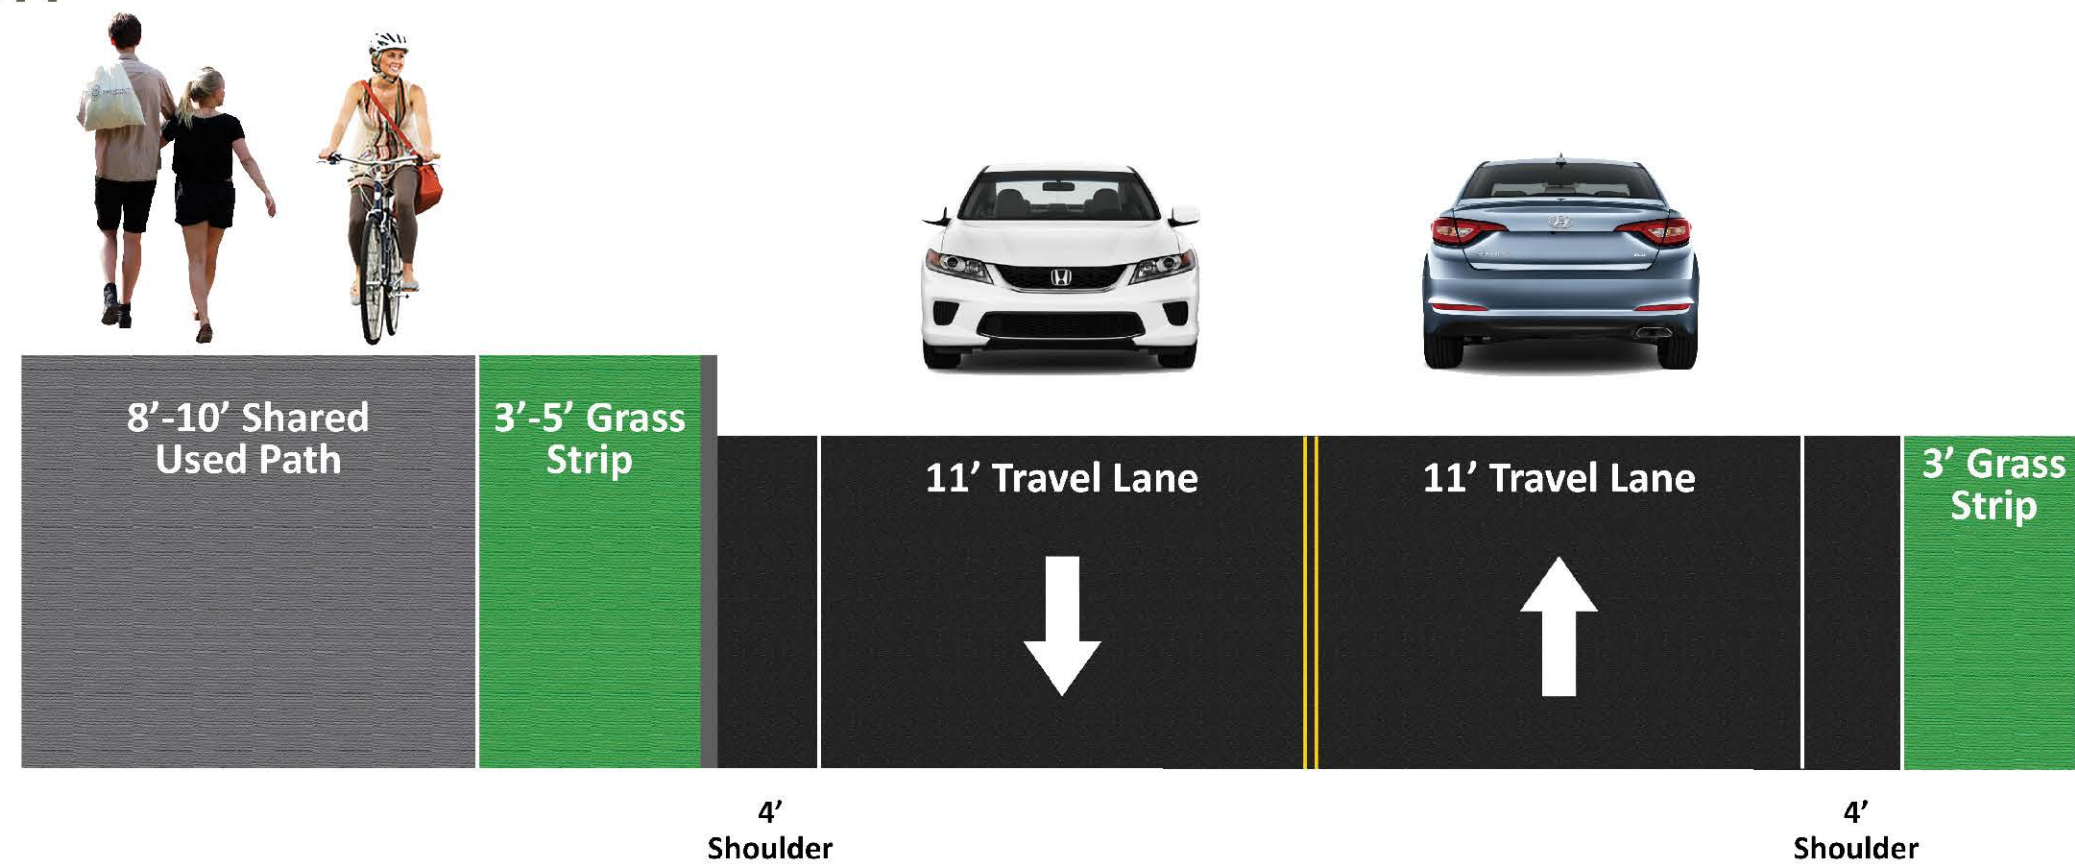 8’-10’ Shared
Used Path
3’-5’ Grass
Strip
11’ Travel Lane
11’ Travel Lane
3’ Grass
Strip
4’
Shoulder
4’
Shoulder